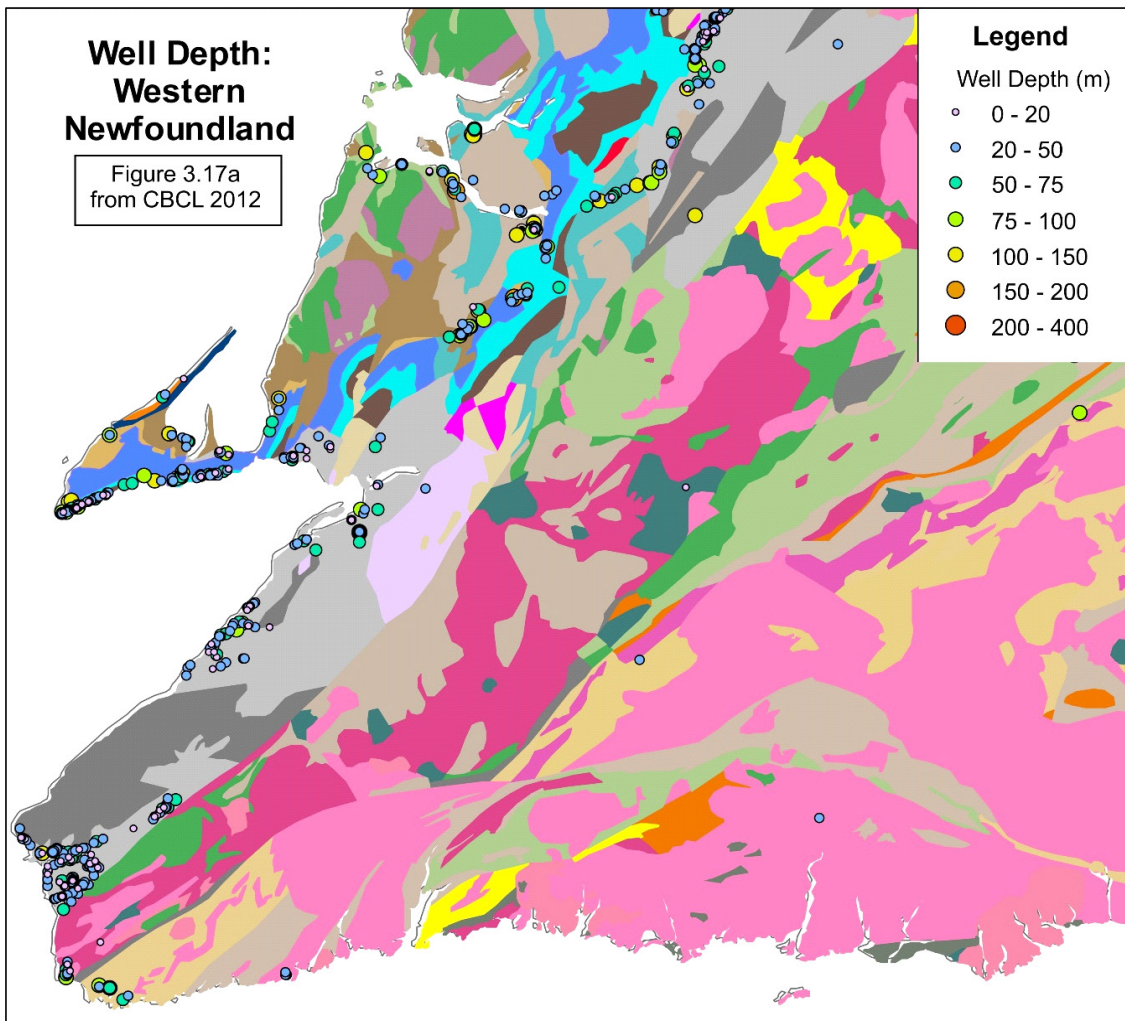 Well Depth:
Western
Newfoundland
Figure 3.17a
from CBCL 2012
Legend
Well Depth (m)
0 - 20
20 - 50
50 - 75
75 - 100
100 - 150
150 - 200
200 - 400